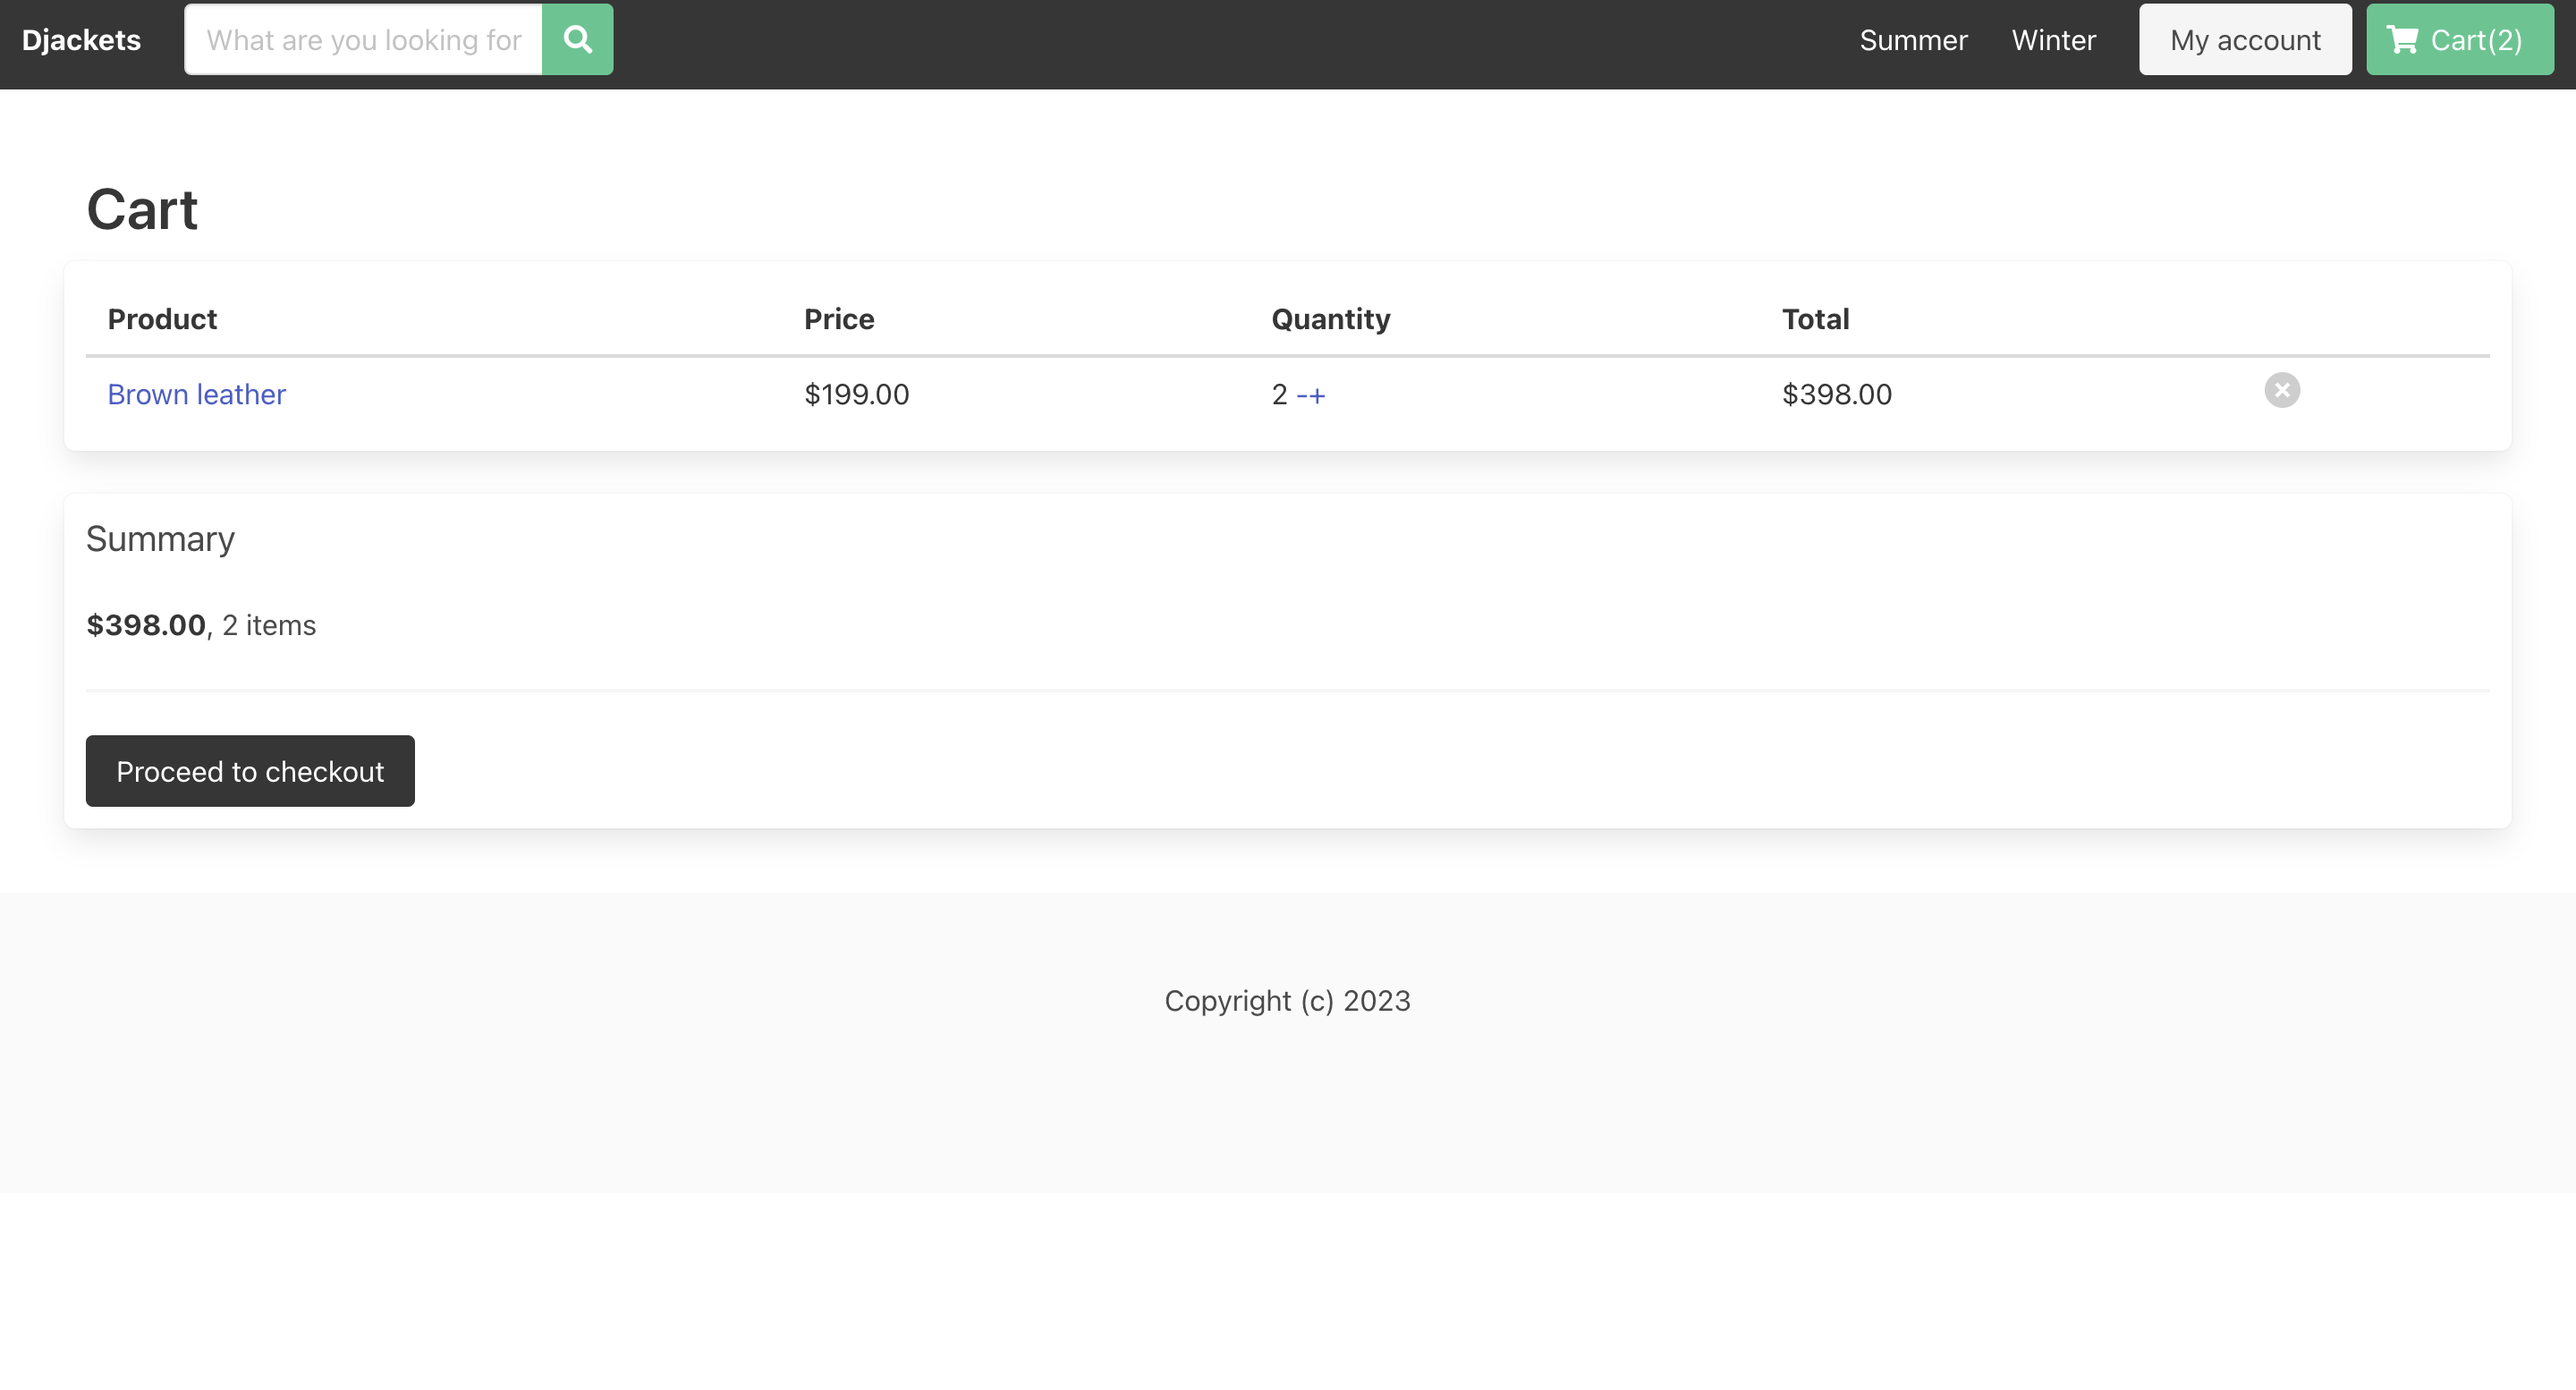 Djackets What are you looking for Summer Winter My account Cart(2)
Cart
Product Price Quantity Total
Brown leather $199.00 2 -+ $398.00
Summary
$398.00, 2 items
Proceed to checkout
Copyright (c) 2023